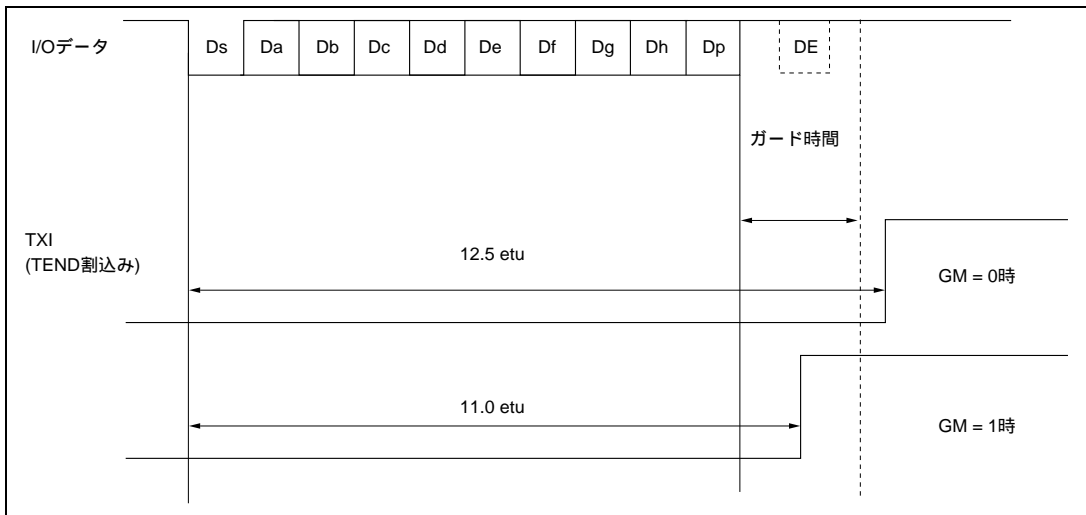 I/Oデータ Ds Da Db Dc Dd De Df Dg Dh Dp DE
ガード時間
TXI
(TEND割込み)
12.5 etu
GM = 0時
11.0 etu
GM = 1時